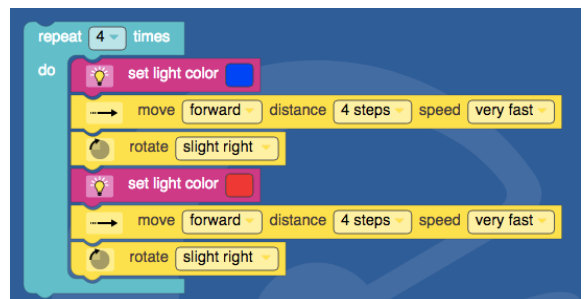 repeat 4 times
do set light color
move forward distance 4 steps speed very fast
rotate slight right
set light color
move forward distance 4 steps speed very fast
rotate slight right